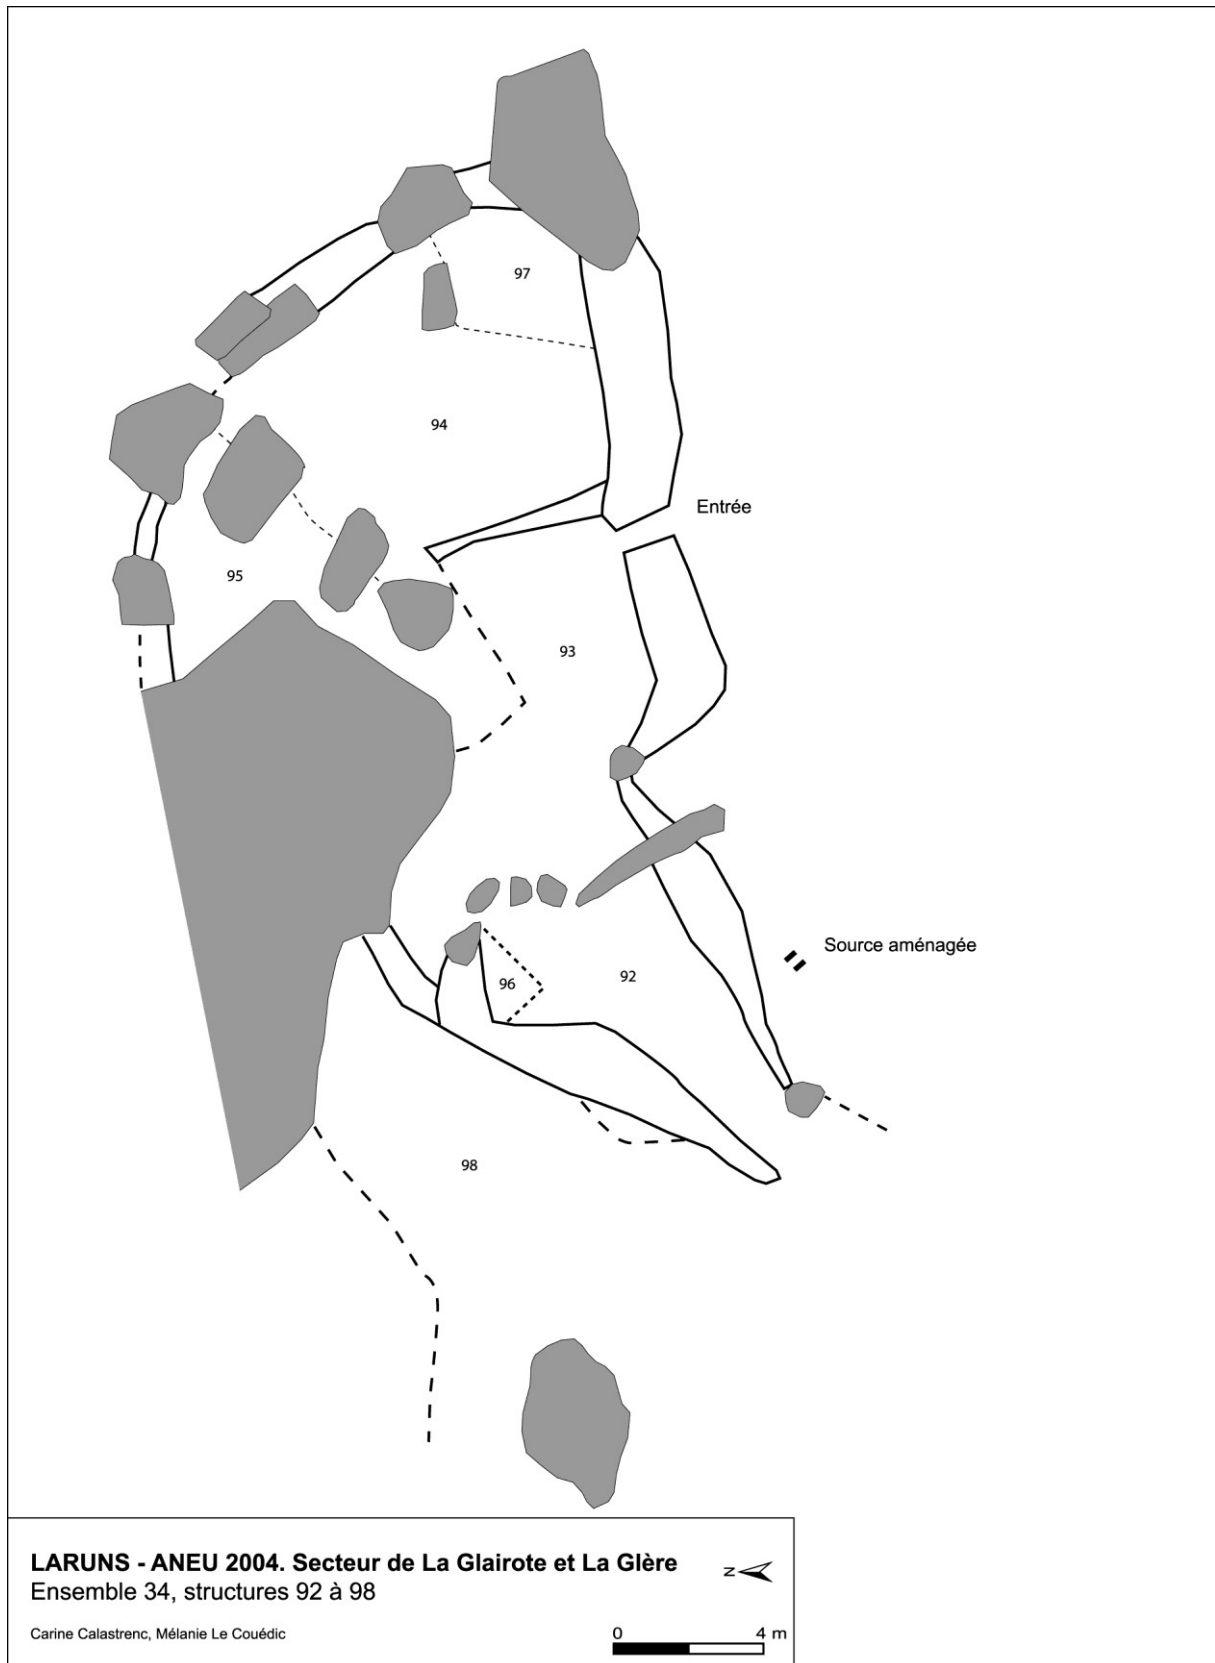 97
94
Entrée
95
93
Source aménagée
96
92
98
LARUNS - ANEU 2004. Secteur de La Glairote et La Glère
Ensemble 34, structures 92 à 98
N
Carine Calastrenc, Mélanie Le Couédic
0 4 m